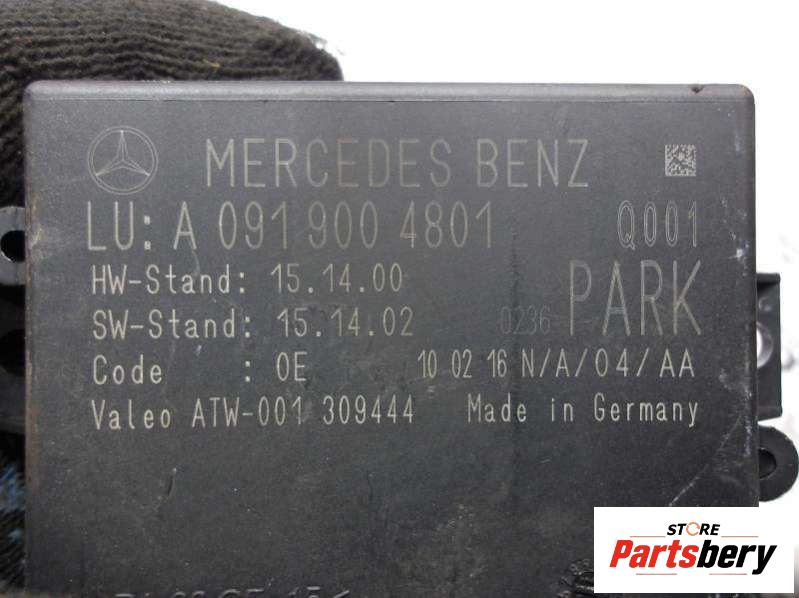 MERCEDES BENZ
LU: A 091 900 4801 Q001
HW-Stand: 15.14.00
SW-Stand: 15.14.02 0236 PARK
Code : 0E 10 02 16 N/A/04/AA
Valeo ATW-001 309444 Made in Germany
STORE
Partsbery